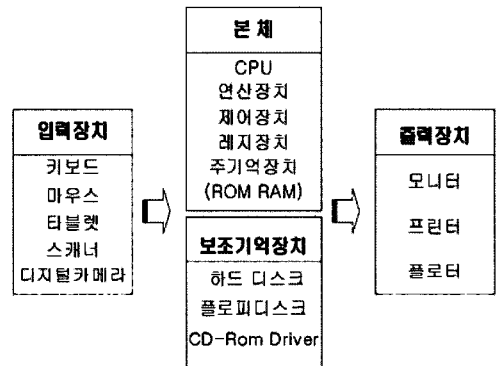 입력장치
키보드
마우스
타블렛
스캐너
디지털카메라
본 체
CPU
연산장치
제어장치
레지장치
주기억장치
(ROM RAM)
보조기억장치
하드 디스크
플로피디스크
CD-Rom Driver
출력장치
모니터
프린터
플로터